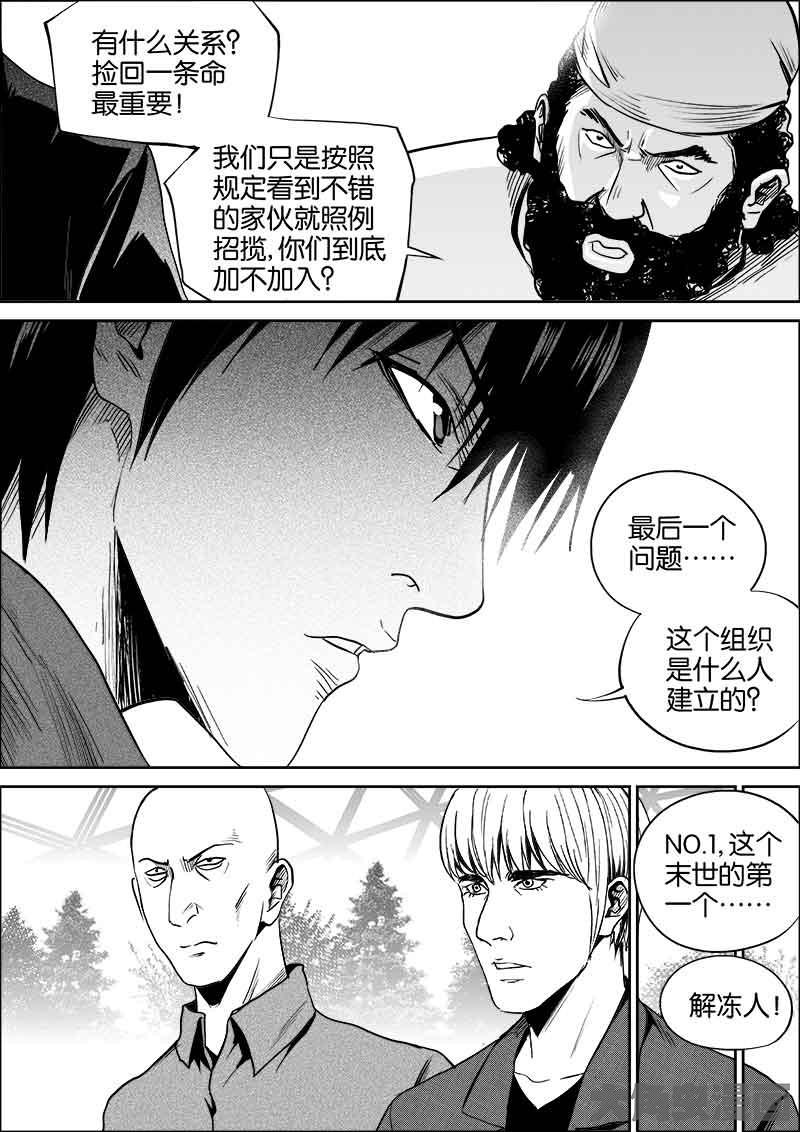 有什么关系？
捡回一条命
最重要！
我们只是按照
规定看到不错
的家伙就照例
招揽，你们到底
加不加入？
最后一个
问题……
这个组织
是什么人
建立的？
NO.1，这个
末世的第
一个……
解冻人！